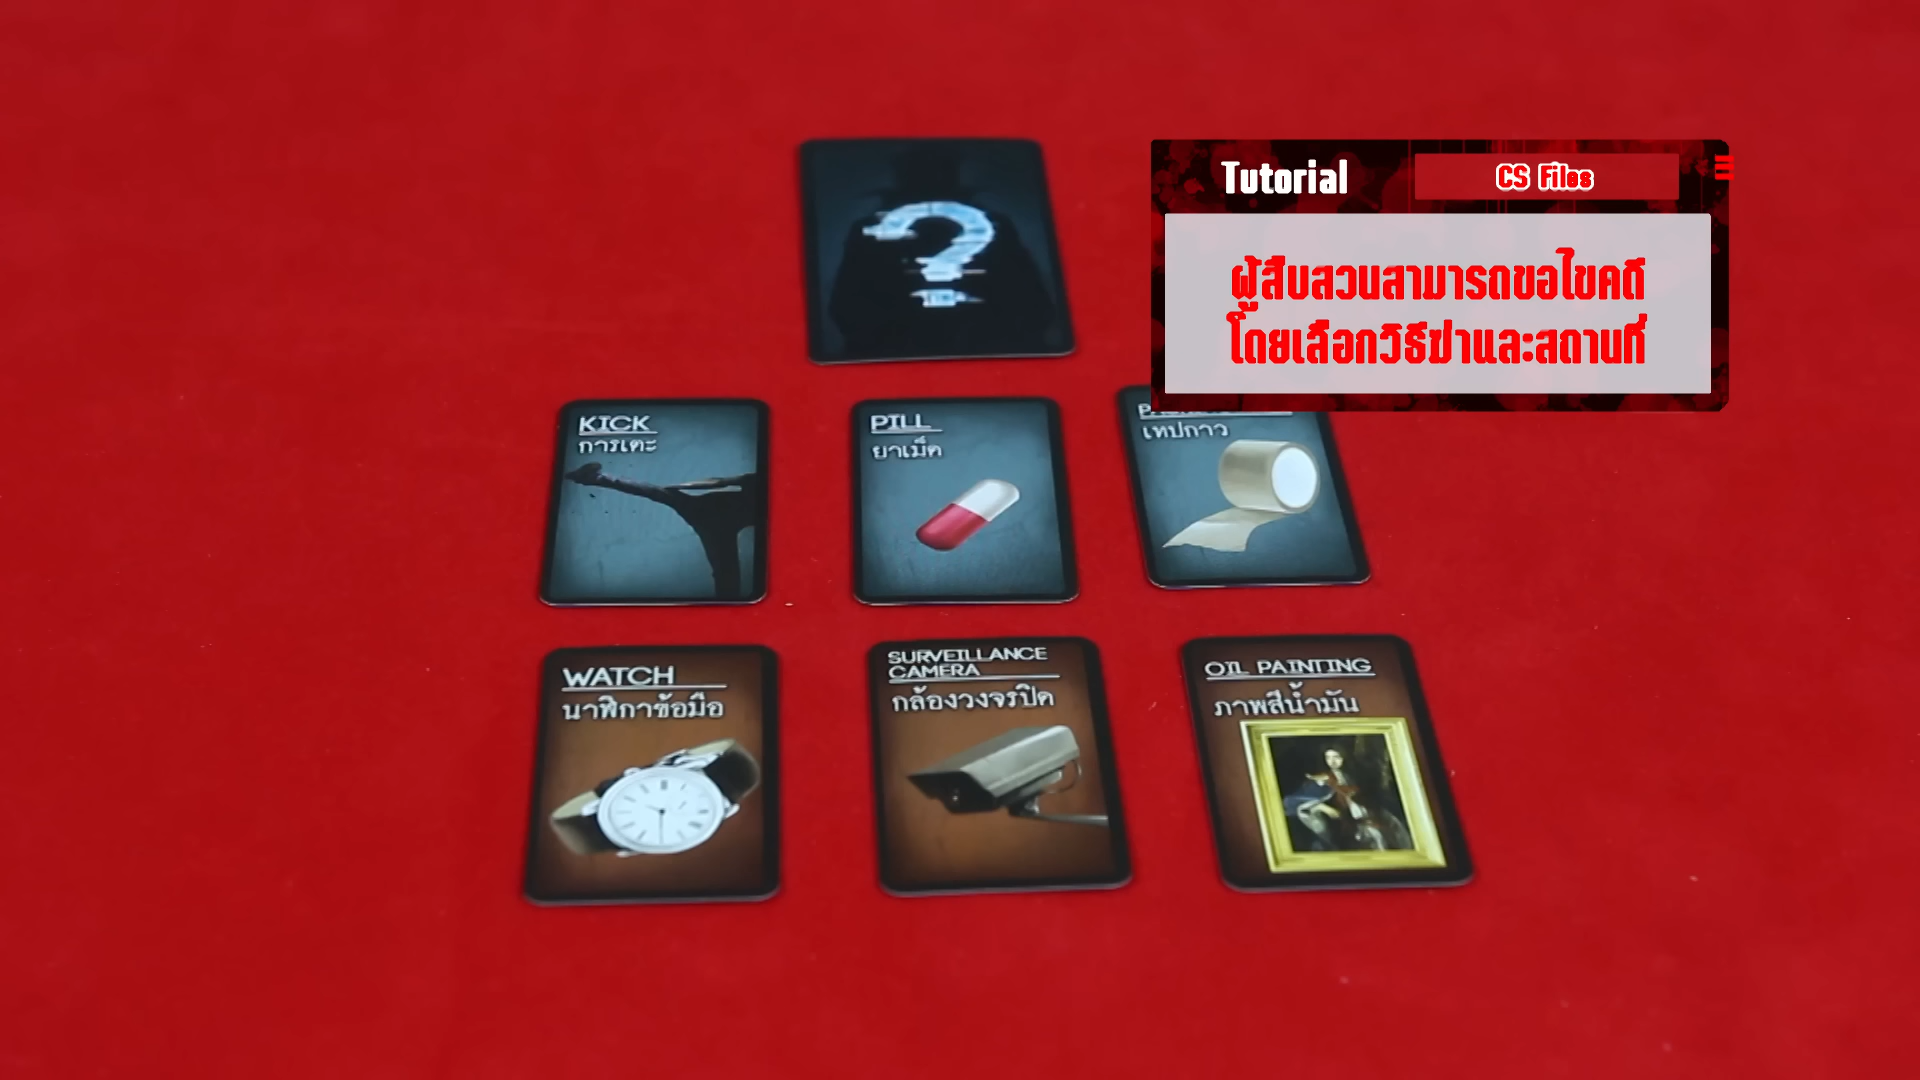 Tutorial
CS Files
ผู้สืบสวนสามารถขอไขคดี
โดยเลือกวิธีฆ่าและสถานที่
KICK
การเตะ
PILL
ยาเม็ด
เทปกาว
WATCH
นาฬิกาข้อมือ
SURVEILLANCE
CAMERA
กล้องวงจรปิด
OIL PAINTING
ภาพสีน้ำมัน